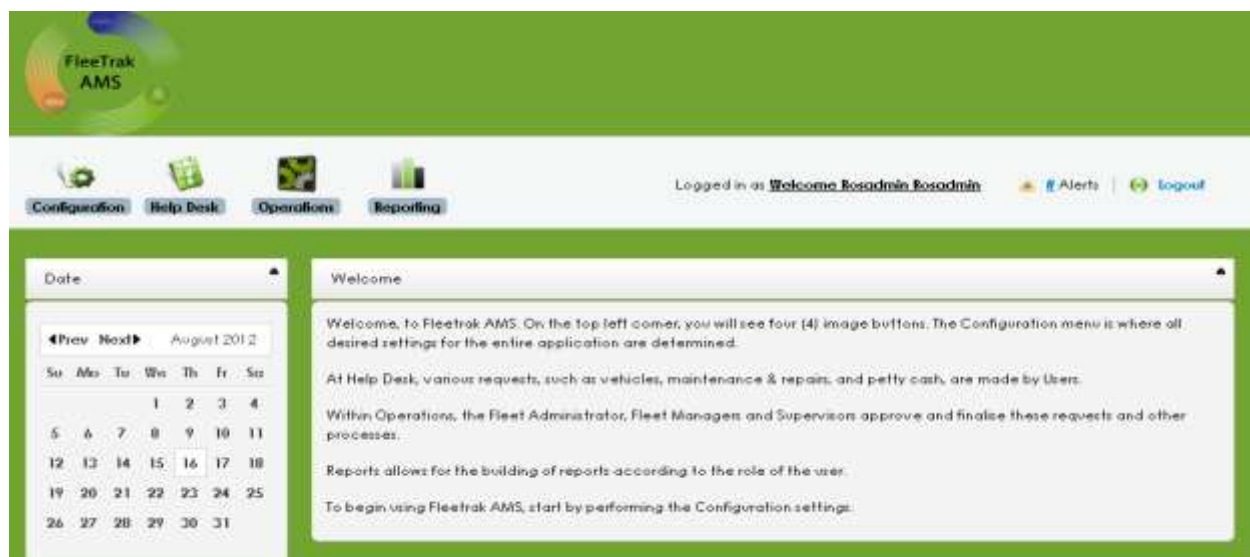 FleeTrak
AMS
Configuration Help Desk Operations Reporting
Logged in as Welcome Rosadmin Rosadmin Alerts | Logout
Date
Prev Next August 2012
Su Mo Tu We Th Fr Sa
1 2 3 4
5 6 7 8 9 10 11
12 13 14 15 16 17 18
19 20 21 22 23 24 25
26 27 28 29 30 31
Welcome
Welcome, to Fleetrak AMS. On the top left corner, you will see four (4) image buttons. The Configuration menu is where all
desired settings for the entire application are determined.
At Help Desk, various requests, such as vehicles, maintenance & repairs, and petty cash, are made by Users.
Within Operations, the Fleet Administrator, Fleet Managers and Supervisors approve and finalise these requests and other
processes.
Reports allows for the building of reports according to the role of the user.
To begin using Fleetrak AMS, start by performing the Configuration settings.